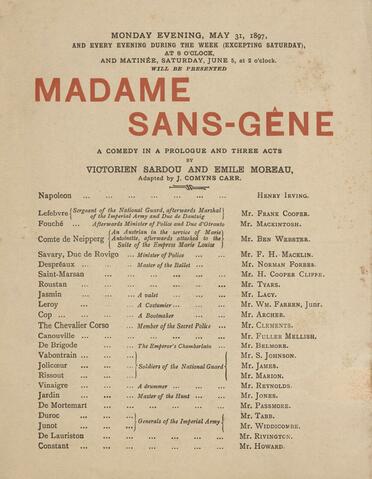 MONDAY EVENING, MAY 31, 1897,
AND EVERY EVENING DURING THE WEEK (EXCEPTING SATURDAY),
AT 8 O'CLOCK,
AND MATINÉE, SATURDAY, JUNE 5, at 2 o'clock.
WILL BE PRESENTED
MADAME
SANS-GÊNE
A COMEDY IN A PROLOGUE AND THREE ACTS
BY
VICTORIEN SARDOU AND EMILE MOREAU,
Adapted by J. COMYNS CARR.
Napoleon ... ... ... ... ... ... HENRY IRVING.
Lefebvre {Sergeant of the National Guard, afterwards Marshal of the Imperial Army and Duc de Dantzig} Mr. FRANK COOPER.
Fouché ... Afterwards Minister of Police and Duc d'Otranto Mr. MACKINTOSH.
Comte de Neipperg {(An Austrian in the service of Marie) Antoinette, afterwards attached to the Suite of the Empress Marie Louise} Mr. BEN WEBSTER.
Savary, Duc de Rovigo ... Minister of Police ... Mr. F. H. MACKLIN.
Despréaux ... ... Master of the Ballet ... ... Mr. NORMAN FORBES.
Saint-Marsan ... ... ... ... ... Mr. H. COOPER CLIFFE.
Roustan ... ... ... ... ... ... Mr. TYARS.
Jasmin ... ... A valet ... ... ... Mr. LACY.
Leroy ... ... A Costumier ... ... ... Mr. WM. FARREN, Junr.
Cop ... ... ... A Bootmaker ... ... Mr. ARCHER.
The Chevalier Corso ... Member of the Secret Police ... Mr. CLEMENTS.
Canouville ... ... ... ... ... ... Mr. FULLER MELLISH.
De Brigode ... ... The Emperor's Chamberlain ... Mr. BELMORE.
Vabontrain ... ... Mr. S. JOHNSON.
Jolicœur ... ... {Soldiers of the National Guard} Mr. JAMES.
Rissout ... ... Mr. MARION.
Vinaigre ... ... A drummer ... ... ... Mr. REYNOLDS.
Jardin ... ... Master of the Hunt ... ... Mr. JONES.
De Mortemart ... ... ... ... ... Mr. PASSMORE.
Duroc ... ... ... Mr. TABB.
Junot ... ... {Generals of the Imperial Army} Mr. WIDDICOMBE.
De Lauriston ... ... ... ... ... Mr. RIVINGTON.
Constant ... ... ... ... ... ... Mr. HOWARD.